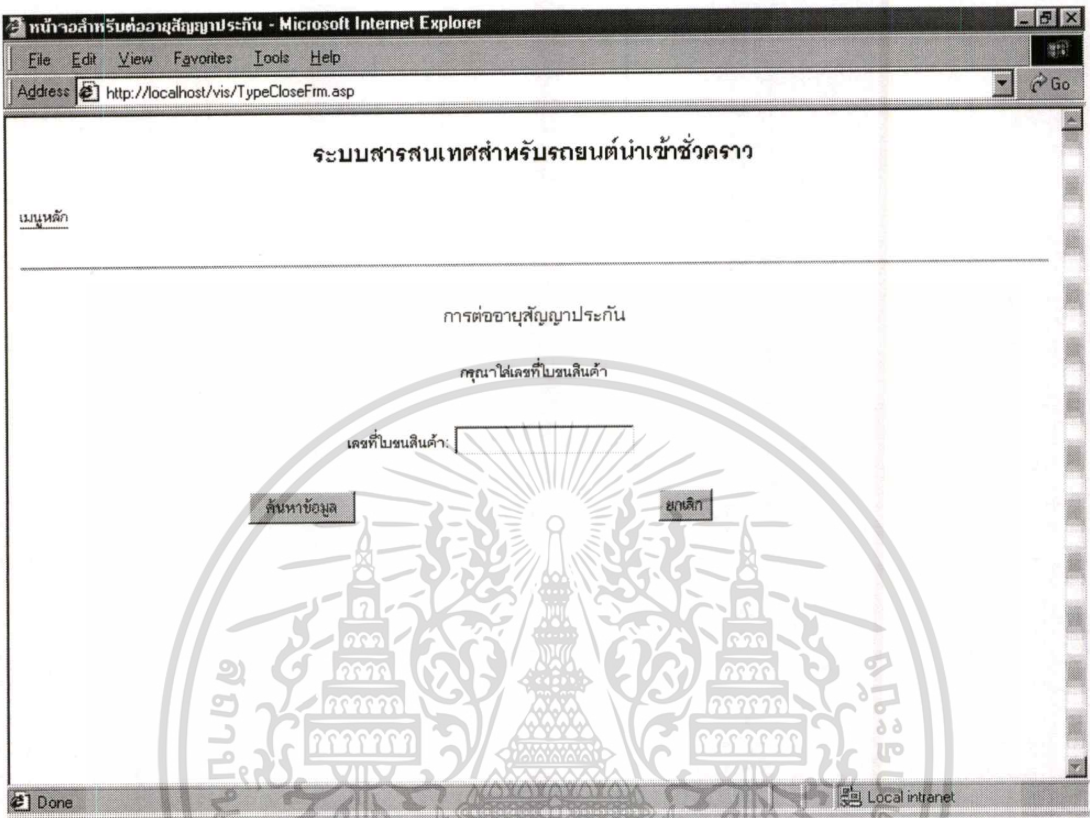 หน้าจอสำหรับต่ออายุสัญญาประกัน - Microsoft Internet Explorer
File Edit View Favorites Tools Help
Address http://localhost/vis/TypeCloseFrm.asp Go
ระบบสารสนเทศสำหรับรถยนต์นำเข้าชั่วคราว
เมนูหลัก
การต่ออายุสัญญาประกัน
กรุณาใส่เลขที่ใบขนสินค้า
เลขที่ใบขนสินค้า:
ค้นหาข้อมูล ยกเลิก
Done Local intranet